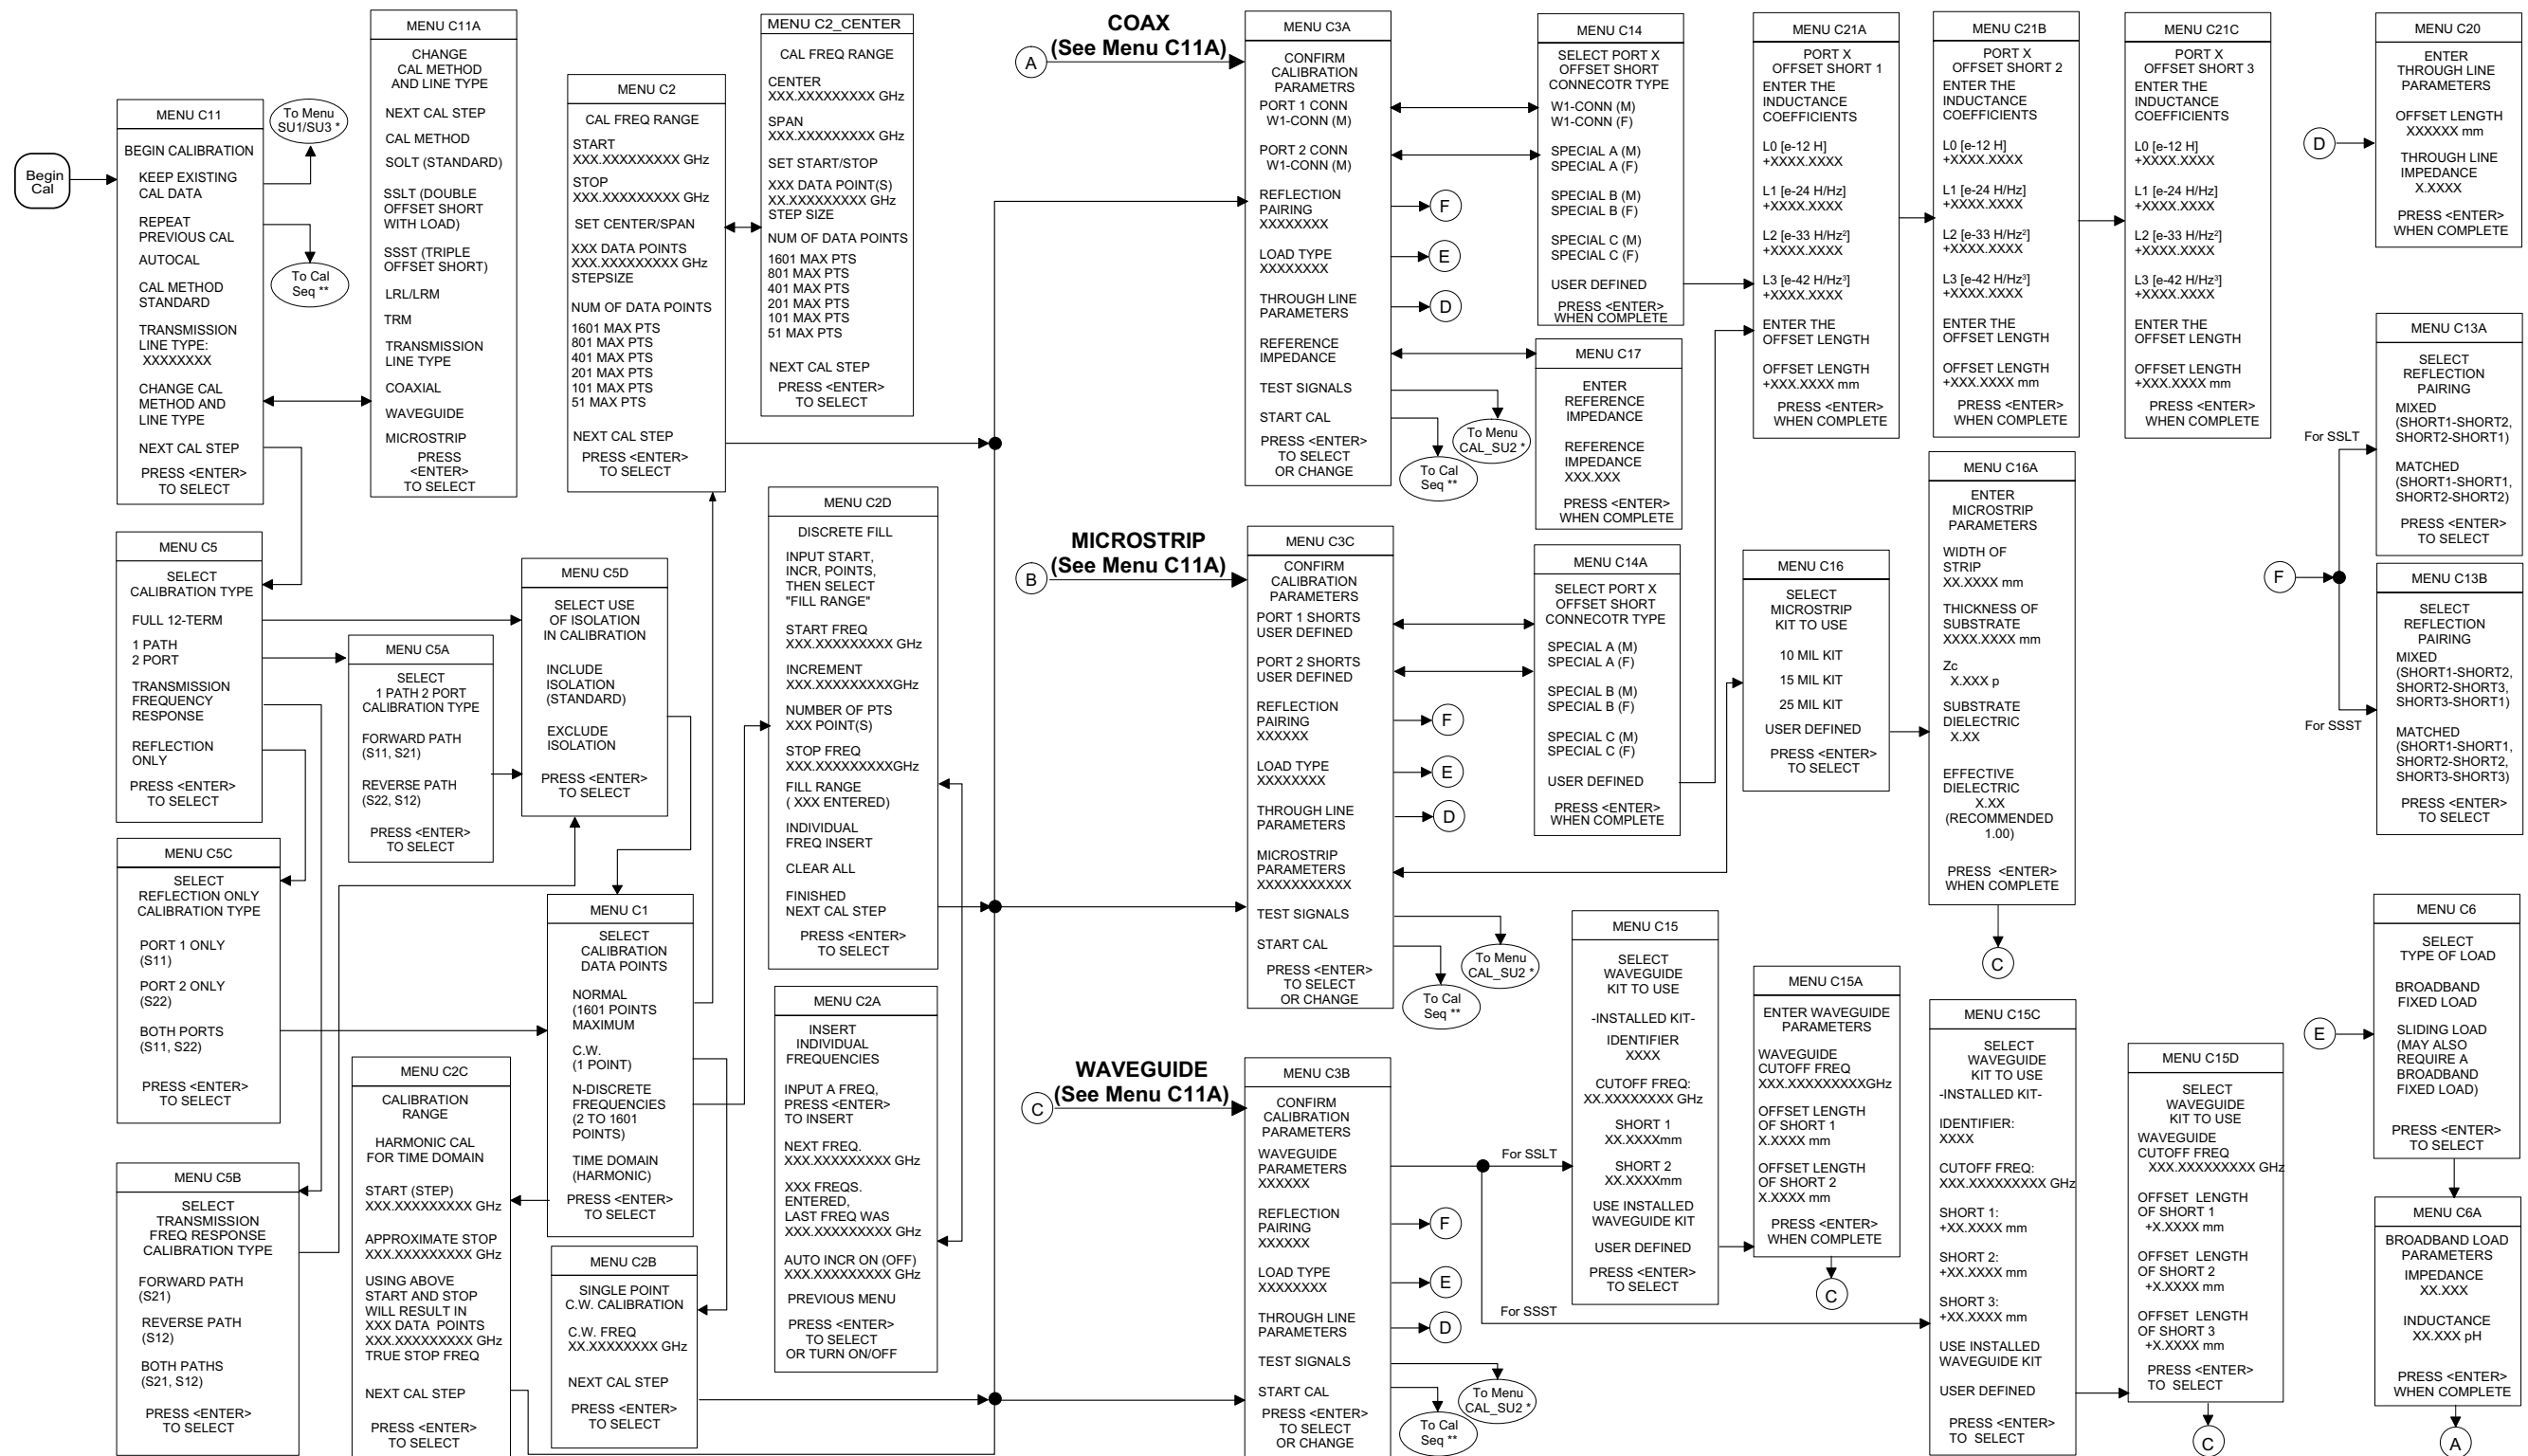 Begin
Cal
MENU C11
BEGIN CALIBRATION
KEEP EXISTING
CAL DATA
REPEAT
PREVIOUS CAL
AUTOCAL
CAL METHOD
STANDARD
TRANSMISSION
LINE TYPE:
XXXXXXXX
CHANGE CAL
METHOD AND
LINE TYPE
NEXT CAL STEP
PRESS <ENTER>
TO SELECT
To Menu
SU1/SU3 *
To Cal
Seq **
MENU C11A
CHANGE
CAL METHOD
AND LINE TYPE
NEXT CAL STEP
CAL METHOD
SOLT (STANDARD)
SSLT (DOUBLE
OFFSET SHORT
WITH LOAD)
SSST (TRIPLE
OFFSET SHORT)
LRL/LRM
TRM
TRANSMISSION
LINE TYPE
COAXIAL
WAVEGUIDE
MICROSTRIP
PRESS
<ENTER>
TO SELECT
MENU C2
CAL FREQ RANGE
START
XXX.XXXXXXXXX GHz
STOP
XXX.XXXXXXXXX GHz
SET CENTER/SPAN
XXX DATA POINTS
XXX.XXXXXXXXX GHz
STEPSIZE
NUM OF DATA POINTS
1601 MAX PTS
801 MAX PTS
401 MAX PTS
201 MAX PTS
101 MAX PTS
51 MAX PTS
NEXT CAL STEP
PRESS <ENTER>
TO SELECT
MENU C2_CENTER
CAL FREQ RANGE
CENTER
XXX.XXXXXXXXX GHz
SPAN
XXX.XXXXXXXXX GHz
SET START/STOP
XXX DATA POINT(S)
XX.XXXXXXXXX GHz
STEP SIZE
NUM OF DATA POINTS
1601 MAX PTS
801 MAX PTS
401 MAX PTS
201 MAX PTS
101 MAX PTS
51 MAX PTS
NEXT CAL STEP
PRESS <ENTER>
TO SELECT
MENU C5
SELECT
CALIBRATION TYPE
FULL 12-TERM
1 PATH
2 PORT
TRANSMISSION
FREQUENCY
RESPONSE
REFLECTION
ONLY
PRESS <ENTER>
TO SELECT
MENU C5A
SELECT
1 PATH 2 PORT
CALIBRATION TYPE
FORWARD PATH
(S11, S21)
REVERSE PATH
(S22, S12)
PRESS <ENTER>
TO SELECT
MENU C5D
SELECT USE
OF ISOLATION
IN CALIBRATION
INCLUDE
ISOLATION
(STANDARD)
EXCLUDE
ISOLATION
PRESS <ENTER>
TO SELECT
MENU C5C
SELECT
REFLECTION ONLY
CALIBRATION TYPE
PORT 1 ONLY
(S11)
PORT 2 ONLY
(S22)
BOTH PORTS
(S11, S22)
PRESS <ENTER>
TO SELECT
MENU C5B
SELECT
TRANSMISSION
FREQ RESPONSE
CALIBRATION TYPE
FORWARD PATH
(S21)
REVERSE PATH
(S12)
BOTH PATHS
(S21, S12)
PRESS <ENTER>
TO SELECT
MENU C2C
CALIBRATION
RANGE
HARMONIC CAL
FOR TIME DOMAIN
START (STEP)
XXX.XXXXXXXXX GHz
APPROXIMATE STOP
XXX.XXXXXXXXX GHz
USING ABOVE
START AND STOP
WILL RESULT IN
XXX DATA POINTS
XXX.XXXXXXXXX GHz
TRUE STOP FREQ
NEXT CAL STEP
PRESS <ENTER>
TO SELECT
MENU C1
SELECT
CALIBRATION
DATA POINTS
NORMAL
(1601 POINTS
MAXIMUM
C.W.
(1 POINT)
N-DISCRETE
FREQUENCIES
(2 TO 1601
POINTS)
TIME DOMAIN
(HARMONIC)
PRESS <ENTER>
TO SELECT
MENU C2B
SINGLE POINT
C.W. CALIBRATION
C.W. FREQ
XX.XXXXXXXX GHz
NEXT CAL STEP
PRESS <ENTER>
TO SELECT
MENU C2D
DISCRETE FILL
INPUT START,
INCR, POINTS,
THEN SELECT
"FILL RANGE"
START FREQ
XXX.XXXXXXXXX GHz
INCREMENT
XXX.XXXXXXXXXGHz
NUMBER OF PTS
XXX POINT(S)
STOP FREQ
XXX.XXXXXXXXXGHz
FILL RANGE
( XXX ENTERED)
INDIVIDUAL
FREQ INSERT
CLEAR ALL
FINISHED
NEXT CAL STEP
PRESS <ENTER>
TO SELECT
MENU C2A
INSERT
INDIVIDUAL
FREQUENCIES
INPUT A FREQ,
PRESS <ENTER>
TO INSERT
NEXT FREQ.
XXX.XXXXXXXXX GHz
XXX FREQS.
ENTERED,
LAST FREQ WAS
XXX.XXXXXXXXX GHz
AUTO INCR ON (OFF)
XXX.XXXXXXXXX GHz
PREVIOUS MENU
PRESS <ENTER>
TO SELECT
OR TURN ON/OFF
COAX
(See Menu C11A)
A
MENU C3A
CONFIRM
CALIBRATION
PARAMETRS
PORT 1 CONN
W1-CONN (M)
PORT 2 CONN
W1-CONN (M)
REFLECTION
PAIRING
XXXXXXXX
LOAD TYPE
XXXXXXXX
THROUGH LINE
PARAMETERS
REFERENCE
IMPEDANCE
TEST SIGNALS
START CAL
PRESS <ENTER>
TO SELECT
OR CHANGE
F
E
D
To Menu
CAL_SU2 *
To Cal
Seq **
MENU C14
SELECT PORT X
OFFSET SHORT
CONNECOTR TYPE
W1-CONN (M)
W1-CONN (F)
SPECIAL A (M)
SPECIAL A (F)
SPECIAL B (M)
SPECIAL B (F)
SPECIAL C (M)
SPECIAL C (F)
USER DEFINED
PRESS <ENTER>
WHEN COMPLETE
MENU C17
ENTER
REFERENCE
IMPEDANCE
REFERENCE
IMPEDANCE
XXX.XXX
PRESS <ENTER>
WHEN COMPLETE
MENU C21A
PORT X
OFFSET SHORT 1
ENTER THE
INDUCTANCE
COEFFICIENTS
L0 [e-12 H]
+XXXX.XXXX
L1 [e-24 H/Hz]
+XXXX.XXXX
L2 [e-33 H/Hz²]
+XXXX.XXXX
L3 [e-42 H/Hz³]
+XXXX.XXXX
ENTER THE
OFFSET LENGTH
OFFSET LENGTH
+XXX.XXXX mm
PRESS <ENTER>
WHEN COMPLETE
MENU C21B
PORT X
OFFSET SHORT 2
ENTER THE
INDUCTANCE
COEFFICIENTS
L0 [e-12 H]
+XXXX.XXXX
L1 [e-24 H/Hz]
+XXXX.XXXX
L2 [e-33 H/Hz²]
+XXXX.XXXX
L3 [e-42 H/Hz³]
+XXXX.XXXX
ENTER THE
OFFSET LENGTH
OFFSET LENGTH
+XXX.XXXX mm
PRESS <ENTER>
WHEN COMPLETE
MENU C21C
PORT X
OFFSET SHORT 3
ENTER THE
INDUCTANCE
COEFFICIENTS
L0 [e-12 H]
+XXXX.XXXX
L1 [e-24 H/Hz]
+XXXX.XXXX
L2 [e-33 H/Hz²]
+XXXX.XXXX
L3 [e-42 H/Hz³]
+XXXX.XXXX
ENTER THE
OFFSET LENGTH
OFFSET LENGTH
+XXX.XXXX mm
PRESS <ENTER>
WHEN COMPLETE
D
MENU C20
ENTER
THROUGH LINE
PARAMETERS
OFFSET LENGTH
XXXXXX mm
THROUGH LINE
IMPEDANCE
X.XXXX
PRESS <ENTER>
WHEN COMPLETE
MICROSTRIP
(See Menu C11A)
B
MENU C3C
CONFIRM
CALIBRATION
PARAMETERS
PORT 1 SHORTS
USER DEFINED
PORT 2 SHORTS
USER DEFINED
REFLECTION
PAIRING
XXXXXX
LOAD TYPE
XXXXXXXX
THROUGH LINE
PARAMETERS
MICROSTRIP
PARAMETERS
XXXXXXXXXXX
TEST SIGNALS
START CAL
PRESS <ENTER>
TO SELECT
OR CHANGE
F
E
D
To Menu
CAL_SU2 *
To Cal
Seq **
MENU C14A
SELECT PORT X
OFFSET SHORT
CONNECOTR TYPE
SPECIAL A (M)
SPECIAL A (F)
SPECIAL B (M)
SPECIAL B (F)
SPECIAL C (M)
SPECIAL C (F)
USER DEFINED
PRESS <ENTER>
WHEN COMPLETE
MENU C16
SELECT
MICROSTRIP
KIT TO USE
10 MIL KIT
15 MIL KIT
25 MIL KIT
USER DEFINED
PRESS <ENTER>
TO SELECT
MENU C16A
ENTER
MICROSTRIP
PARAMETERS
WIDTH OF
STRIP
XX.XXXX mm
THICKNESS OF
SUBSTRATE
XXXX.XXXX mm
Zc
X.XXX p
SUBSTRATE
DIELECTRIC
X.XX
EFFECTIVE
DIELECTRIC
X.XX
(RECOMMENDED
1.00)
PRESS <ENTER>
WHEN COMPLETE
C
F
For SSLT
For SSST
MENU C13A
SELECT
REFLECTION
PAIRING
MIXED
(SHORT1-SHORT2,
SHORT2-SHORT1)
MATCHED
(SHORT1-SHORT1,
SHORT2-SHORT2)
PRESS <ENTER>
TO SELECT
MENU C13B
SELECT
REFLECTION
PAIRING
MIXED
(SHORT1-SHORT2,
SHORT2-SHORT3,
SHORT3-SHORT1)
MATCHED
(SHORT1-SHORT1,
SHORT2-SHORT2,
SHORT3-SHORT3)
PRESS <ENTER>
TO SELECT
WAVEGUIDE
(See Menu C11A)
C
MENU C3B
CONFIRM
CALIBRATION
PARAMETERS
WAVEGUIDE
PARAMETERS
XXXXXX
REFLECTION
PAIRING
XXXXXX
LOAD TYPE
XXXXXXXX
THROUGH LINE
PARAMETERS
TEST SIGNALS
START CAL
PRESS <ENTER>
TO SELECT
OR CHANGE
F
E
D
To Menu
CAL_SU2 *
To Cal
Seq **
For SSLT
For SSST
MENU C15
SELECT
WAVEGUIDE
KIT TO USE
-INSTALLED KIT-
IDENTIFIER
XXXX
CUTOFF FREQ:
XX.XXXXXXXX GHz
SHORT 1
XX.XXXXmm
SHORT 2
XX.XXXXmm
USE INSTALLED
WAVEGUIDE KIT
USER DEFINED
PRESS <ENTER>
TO SELECT
MENU C15A
ENTER WAVEGUIDE
PARAMETERS
WAVEGUIDE
CUTOFF FREQ
XXX.XXXXXXXXXGHz
OFFSET LENGTH
OF SHORT 1
X.XXXX mm
OFFSET LENGTH
OF SHORT 2
X.XXXX mm
PRESS <ENTER>
WHEN COMPLETE
C
MENU C15C
SELECT
WAVEGUIDE
KIT TO USE
-INSTALLED KIT-
IDENTIFIER:
XXXX
CUTOFF FREQ:
XXX.XXXXXXXXX GHz
SHORT 1:
+XX.XXXX mm
SHORT 2:
+XX.XXXX mm
SHORT 3:
+XX.XXXX mm
USE INSTALLED
WAVEGUIDE KIT
USER DEFINED
PRESS <ENTER>
TO SELECT
MENU C15D
SELECT
WAVEGUIDE
KIT TO USE
WAVEGUIDE
CUTOFF FREQ
XXX.XXXXXXXXX GHz
OFFSET LENGTH
OF SHORT 1
+X.XXXX mm
OFFSET LENGTH
OF SHORT 2
+X.XXXX mm
OFFSET LENGTH
OF SHORT 3
+X.XXXX mm
PRESS <ENTER>
TO SELECT
C
E
MENU C6
SELECT
TYPE OF LOAD
BROADBAND
FIXED LOAD
SLIDING LOAD
(MAY ALSO
REQUIRE A
BROADBAND
FIXED LOAD)
PRESS <ENTER>
TO SELECT
MENU C6A
BROADBAND LOAD
PARAMETERS
IMPEDANCE
XX.XXX
INDUCTANCE
XX.XXX pH
PRESS <ENTER>
WHEN COMPLETE
A